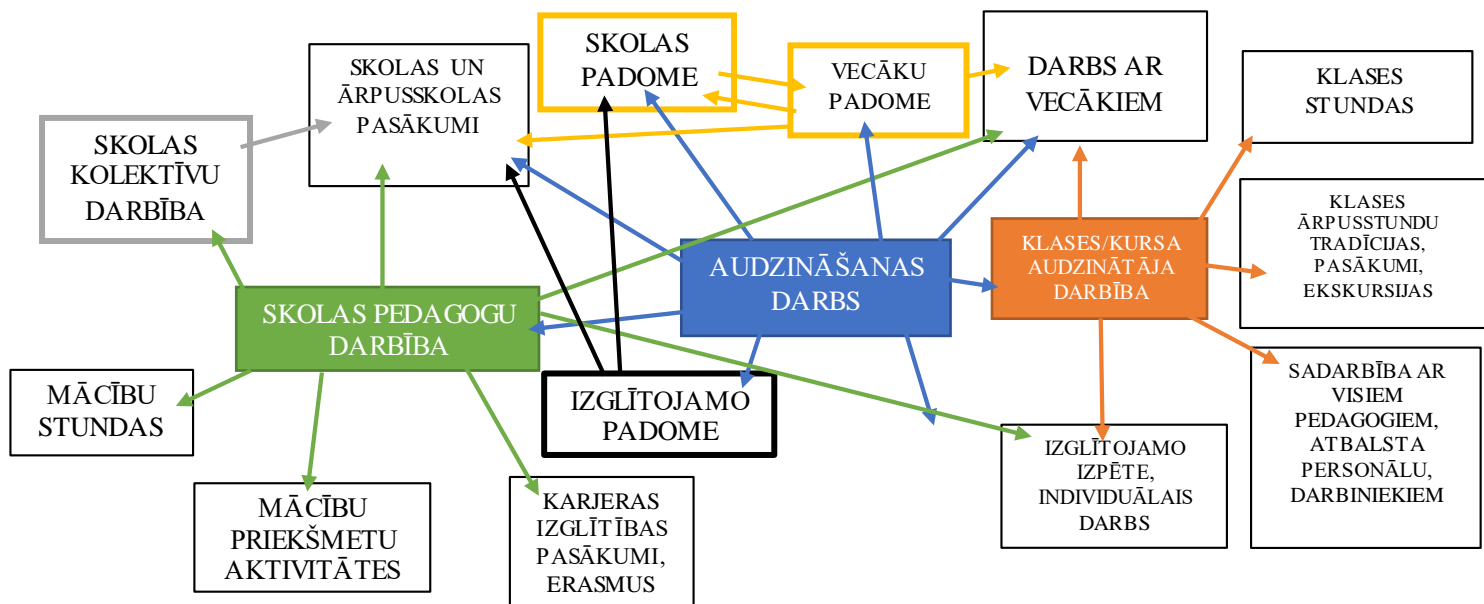 SKOLAS
PADOME
SKOLAS UN
ĀRPUSSKOLAS
PASĀKUMI
VECĀKU
PADOME
DARBS AR
VECĀKIEM
KLASES
STUNDAS
SKOLAS
KOLEKTĪVU
DARBĪBA
KLASES
ĀRPUSSTUNDU
TRADĪCIJAS,
PASĀKUMI,
EKSKURSIJAS
AUDZINĀŠANAS
DARBS
KLASES/KURSA
AUDZINĀTĀJA
DARBĪBA
SKOLAS PEDAGOGU
DARBĪBA
MĀCĪBU
STUNDAS
IZGLĪTOJAMO
PADOME
SADARBĪBA AR
VISIEM
PEDAGOGIEM,
ATBALSTA
PERSONĀLU,
DARBINIEKIEM
IZGLĪTOJAMO
IZPĒTE,
INDIVIDUĀLAIS
DARBS
MĀCĪBU
PRIEKŠMETU
AKTIVITĀTES
KARJERAS
IZGLĪTĪBAS
PASĀKUMI,
ERASMUS